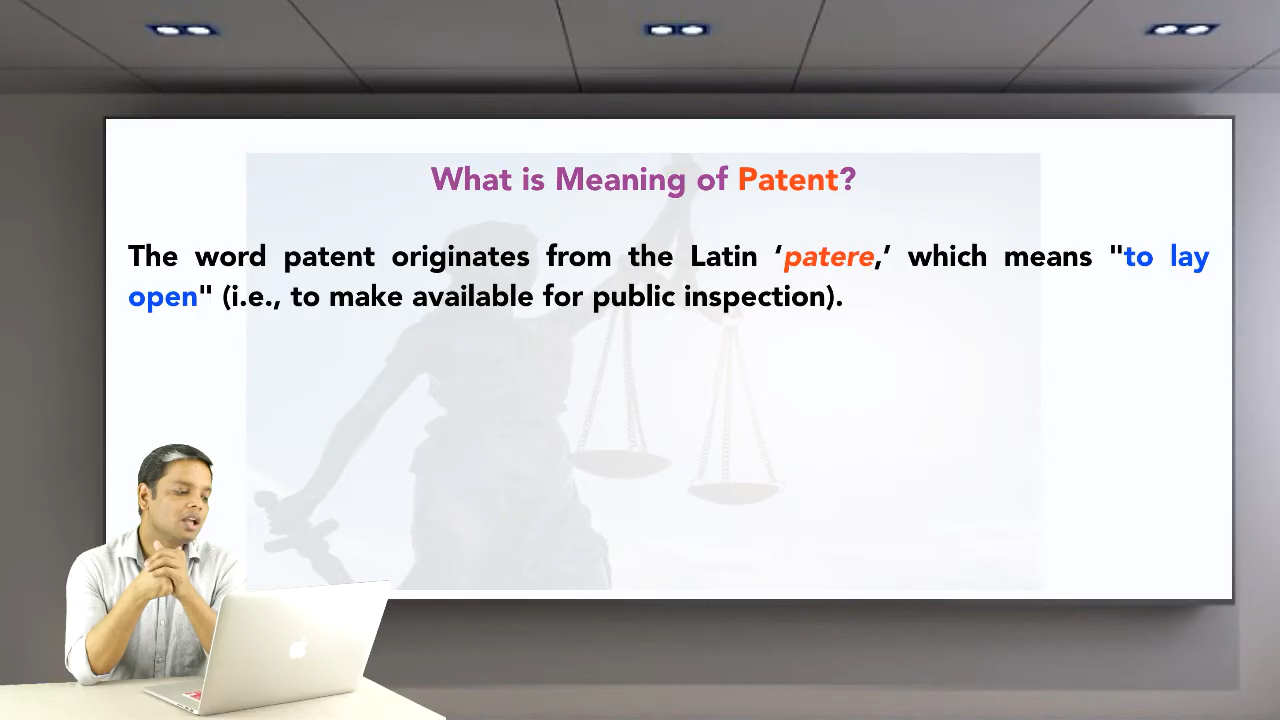 What is Meaning of Patent?
The word patent originates from the Latin ‘patere,’ which means "to lay
open" (i.e., to make available for public inspection).